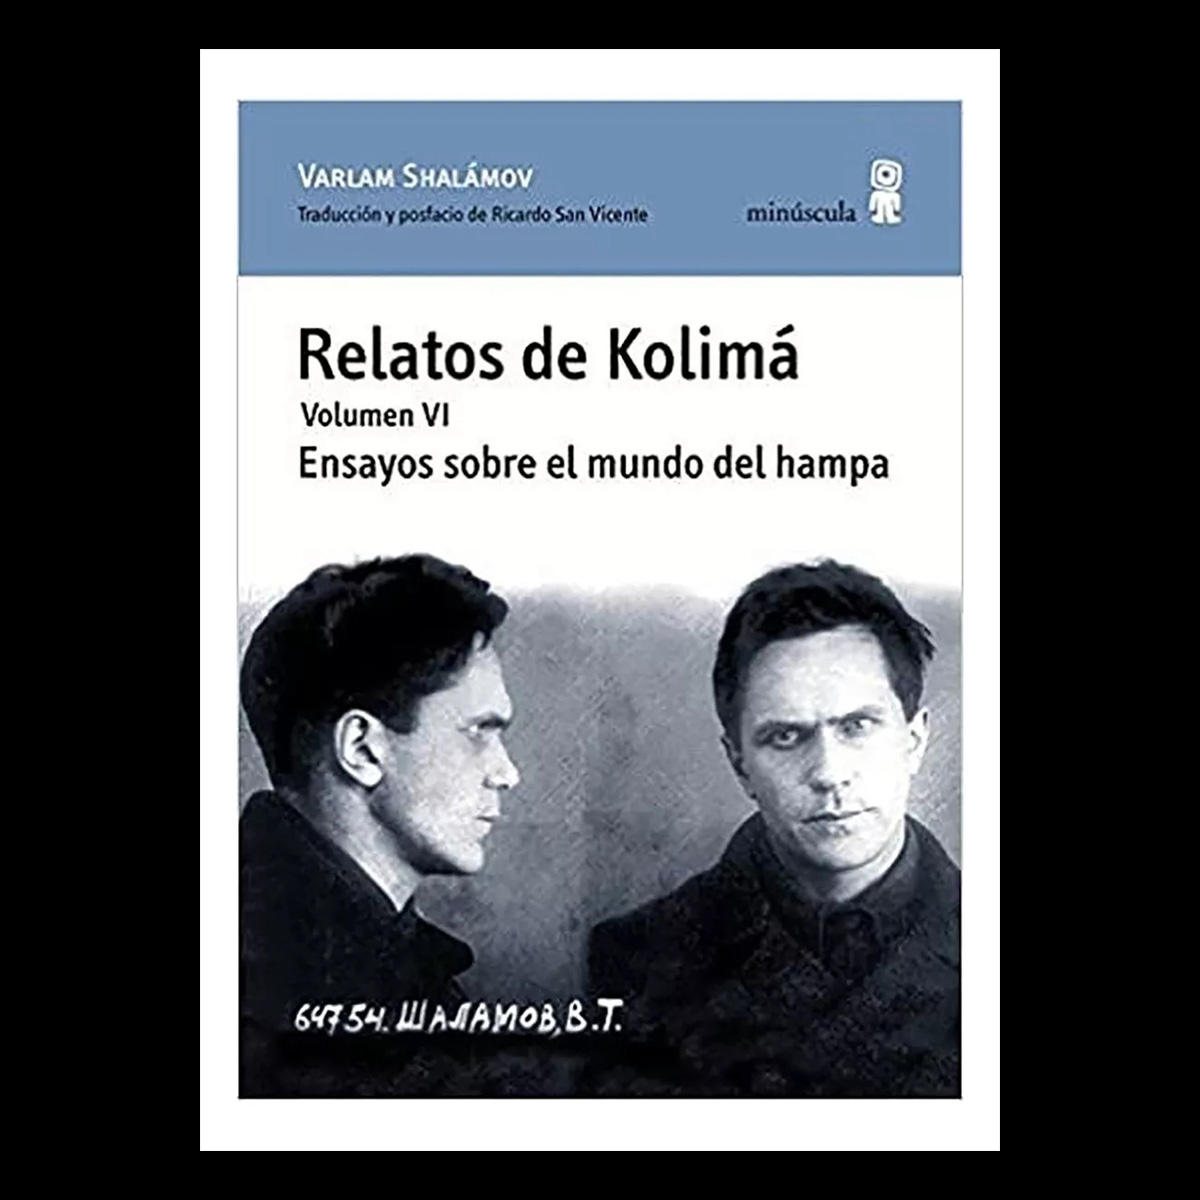 VARLAM SHALÁMOV
Traducción y posfacio de Ricardo San Vicente
minúscula
Relatos de Kolimá
Volumen VI
Ensayos sobre el mundo del hampa
64754. ШАЛАМОВ, В.Т.